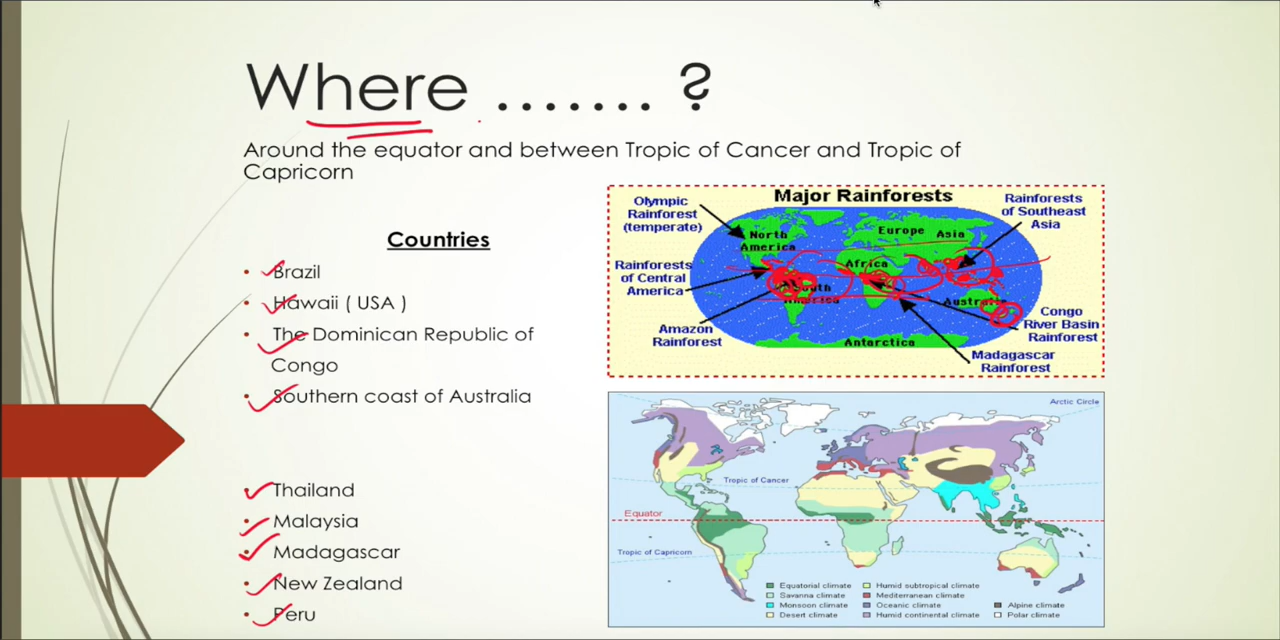 Where ....... ?
Around the equator and between Tropic of Cancer and Tropic of
Capricorn
Countries
• Brazil
• Hawaii ( USA )
• The Dominican Republic of
Congo
• Southern coast of Australia
• Thailand
• Malaysia
• Madagascar
• New Zealand
• Peru
Major Rainforests
Olympic
Rainforest
(temperate)
Rainforests
of Southeast
Asia
North
America
Europe
Asia
Africa
Rainforests
of Central
America
South
America
Australia
Amazon
Rainforest
Congo
River Basin
Rainforest
Antarctica
Madagascar
Rainforest
Arctic Circle
Tropic of Cancer
Equator
Tropic of Capricorn
Equatorial climate
Savanna climate
Monsoon climate
Desert climate
Humid subtropical climate
Mediterranean climate
Oceanic climate
Humid continental climate
Alpine climate
Polar climate